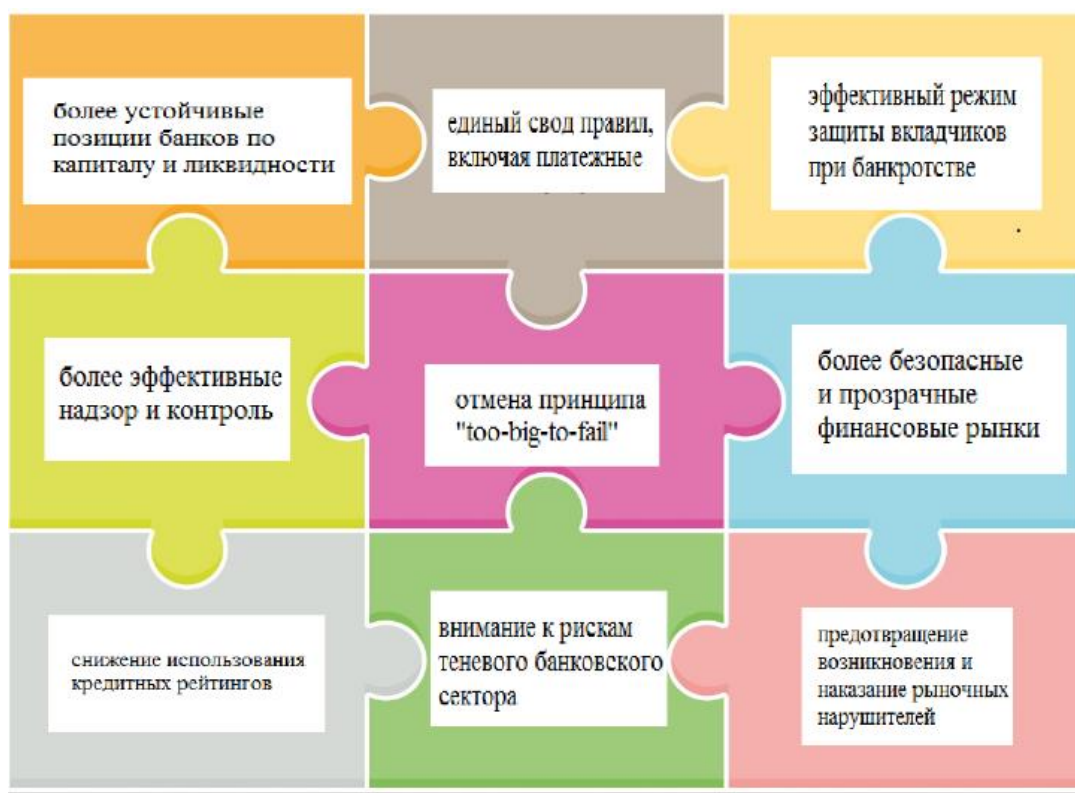 более устойчивые
позиции банков по
капиталу и ликвидности
единый свод правил,
включая платежные
эффективный режим
защиты вкладчиков
при банкротстве
.
более эффективные
надзор и контроль
отмена принципа
"too-big-to-fail"
более безопасные
и прозрачные
финансовые рынки
снижение использования
кредитных рейтингов
внимание к рискам
теневого банковского
сектора
предотвращение
возникновения и
наказание рыночных
нарушителей